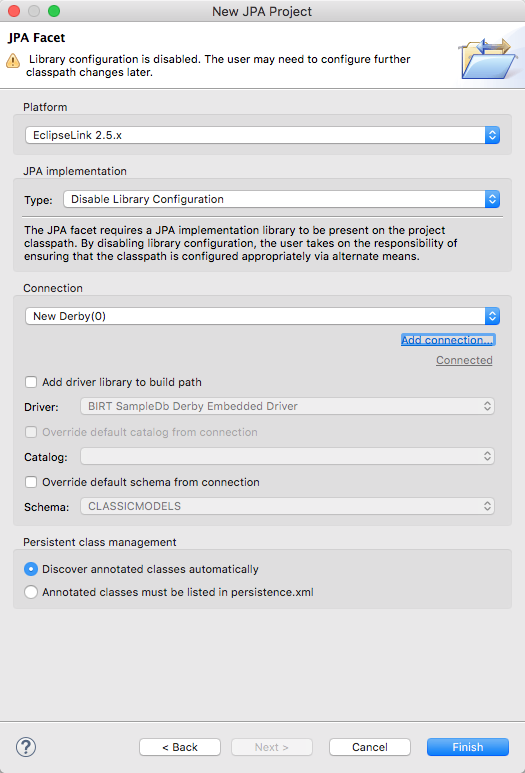 New JPA Project
JPA Facet
Library configuration is disabled. The user may need to configure further
classpath changes later.
Platform
EclipseLink 2.5.x
JPA implementation
Type: Disable Library Configuration
The JPA facet requires a JPA implementation library to be present on the project
classpath. By disabling library configuration, the user takes on the responsibility of
ensuring that the classpath is configured appropriately via alternate means.
Connection
New Derby(0)
Add connection...
Connected
Add driver library to build path
Driver: BIRT SampleDb Derby Embedded Driver
Override default catalog from connection
Catalog:
Override default schema from connection
Schema: CLASSICMODELS
Persistent class management
Discover annotated classes automatically
Annotated classes must be listed in persistence.xml
? < Back Next > Cancel Finish